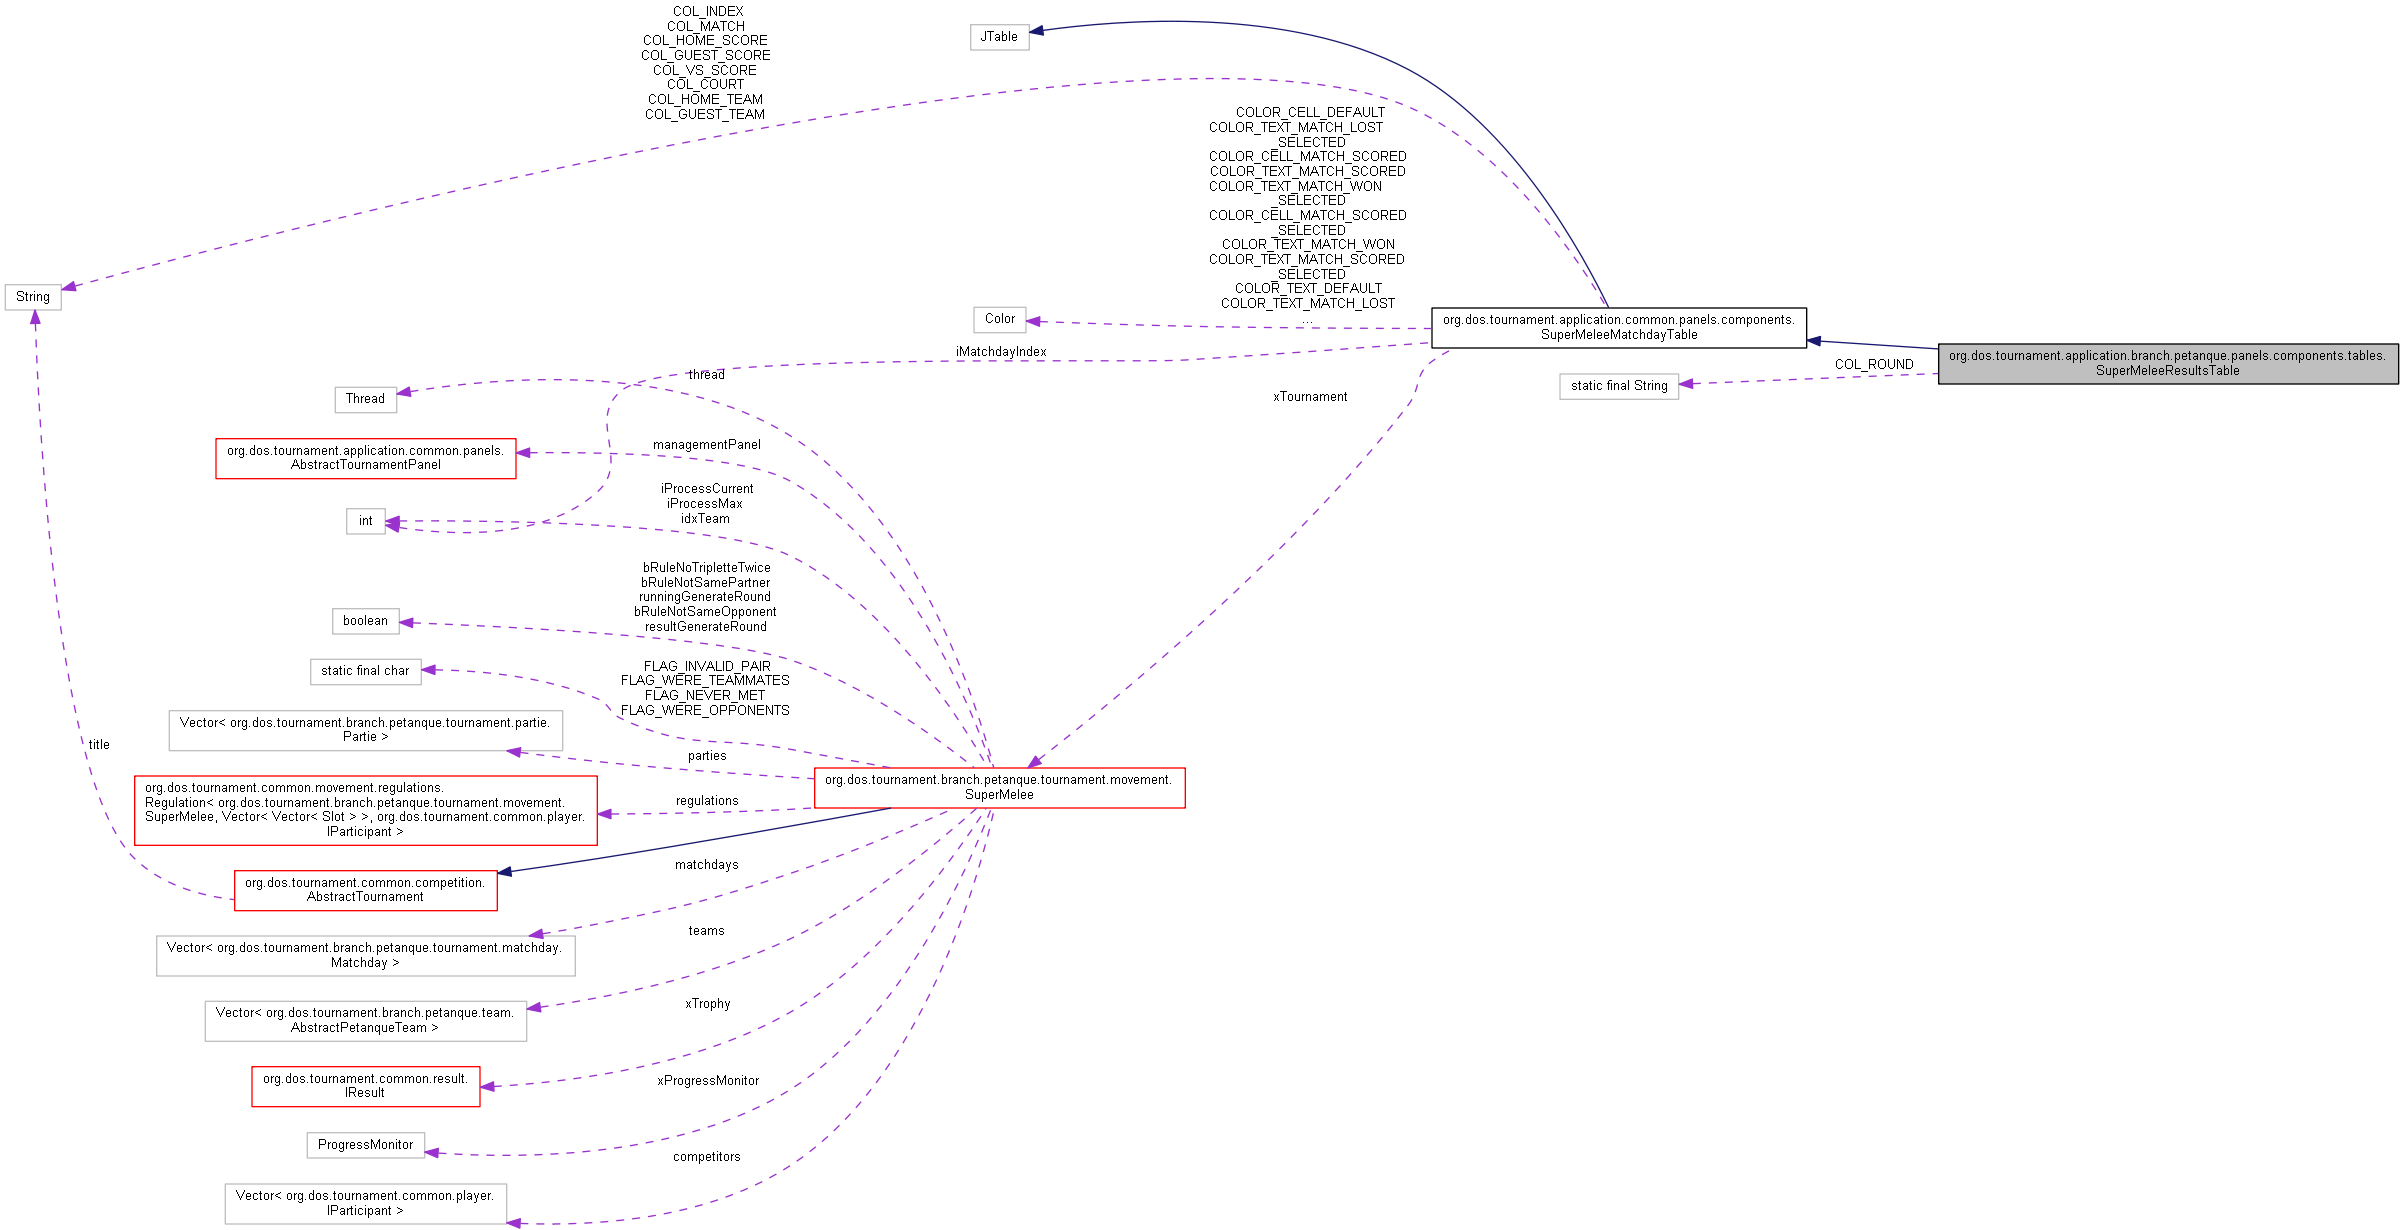 COL_INDEX
COL_MATCH
COL_HOME_SCORE
COL_GUEST_SCORE
COL_VS_SCORE
COL_COURT
COL_HOME_TEAM
COL_GUEST_TEAM
JTable
COLOR_CELL_DEFAULT
COLOR_TEXT_MATCH_LOST
_SELECTED
COLOR_CELL_MATCH_SCORED
COLOR_TEXT_MATCH_SCORED
COLOR_TEXT_MATCH_WON
_SELECTED
COLOR_CELL_MATCH_SCORED
_SELECTED
COLOR_TEXT_MATCH_WON
COLOR_TEXT_MATCH_SCORED
_SELECTED
COLOR_TEXT_DEFAULT
COLOR_TEXT_MATCH_LOST
...
String
Color
org.dos.tournament.application.common.panels.components.
SuperMeleeMatchdayTable
iMatchdayIndex
org.dos.tournament.application.branch.petanque.panels.components.tables.
SuperMeleeResultsTable
COL_ROUND
static final String
thread
Thread
xTournament
managementPanel
org.dos.tournament.application.common.panels.
AbstractTournamentPanel
iProcessCurrent
iProcessMax
idxTeam
int
bRuleNoTripletteTwice
bRuleNotSamePartner
runningGenerateRound
bRuleNotSameOpponent
resultGenerateRound
boolean
static final char
FLAG_INVALID_PAIR
FLAG_WERE_TEAMMATES
FLAG_NEVER_MET
FLAG_WERE_OPPONENTS
Vector< org.dos.tournament.branch.petanque.tournament.partie.
Partie >
title
parties
org.dos.tournament.branch.petanque.tournament.movement.
SuperMelee
org.dos.tournament.common.movement.regulations.
Regulation< org.dos.tournament.branch.petanque.tournament.movement.
SuperMelee, Vector< Vector< Slot > >, org.dos.tournament.common.player.
IParticipant >
regulations
org.dos.tournament.common.competition.
AbstractTournament
matchdays
Vector< org.dos.tournament.branch.petanque.tournament.matchday.
Matchday >
teams
Vector< org.dos.tournament.branch.petanque.team.
AbstractPetanqueTeam >
xTrophy
org.dos.tournament.common.result.
IResult
xProgressMonitor
ProgressMonitor
competitors
Vector< org.dos.tournament.common.player.
IParticipant >